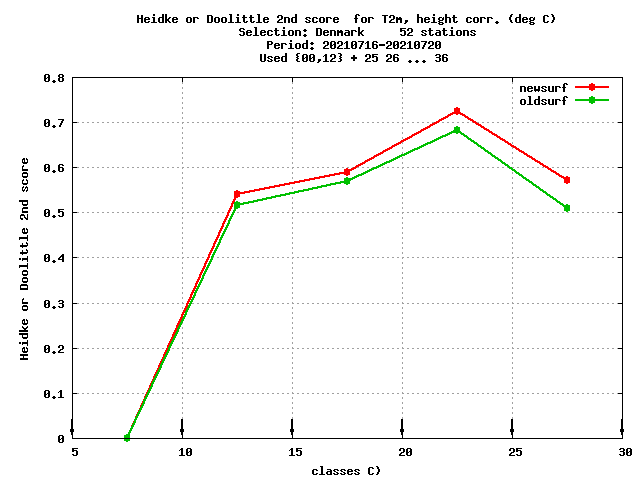 Heidke or Doolittle 2nd score  for T2m, height corr. (deg C)
Selection: Denmark     52 stations
Period: 20210716-20210720
Used {00,12} + 25 26 ... 36
newsurf
oldsurf
0.8
0.7
0.6
0.5
0.4
0.3
0.2
0.1
0
Heidke or Doolittle 2nd score
5 10 15 20 25 30
classes C)